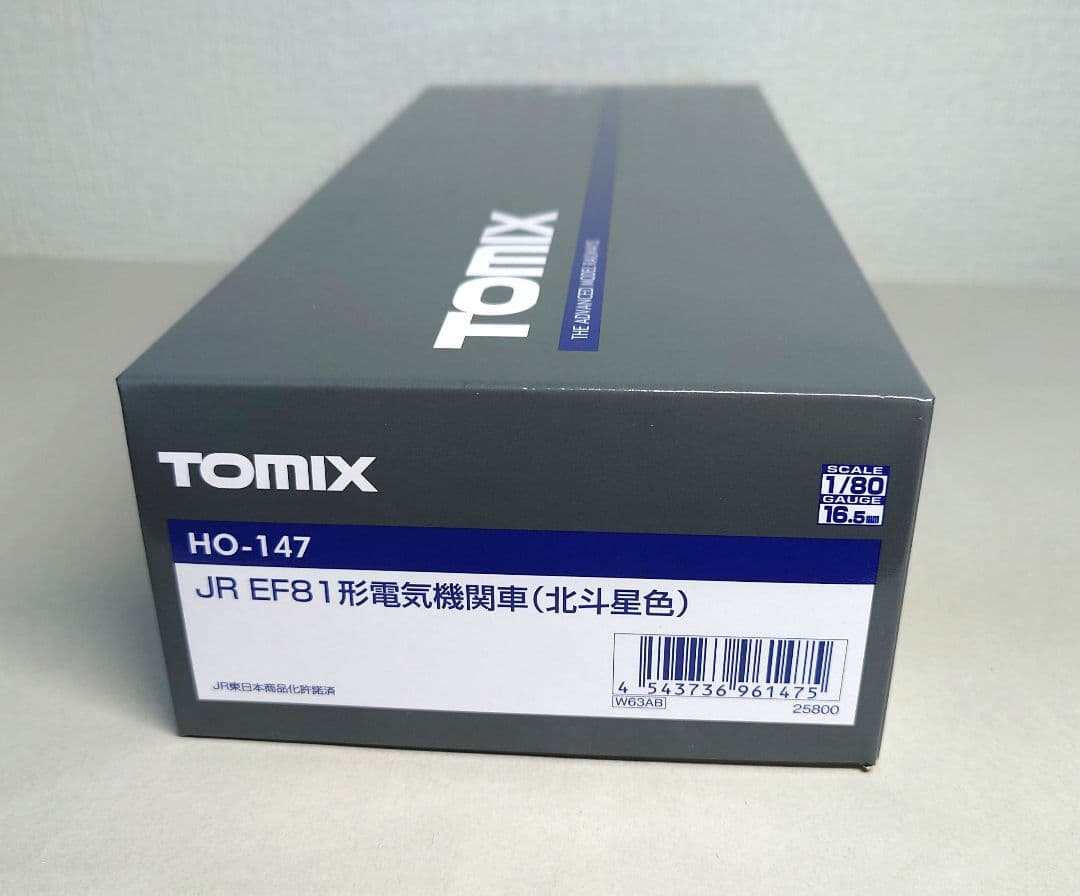 TOMIX
THE ADVANCED MODEL RAILWAYS
TOMIX
SCALE
1/80
GAUGE
16.5mm
HO-147
JR EF81形電気機関車(北斗星色)
JR東日本商品化許諾済
4 543736 961475
W63AB
25800